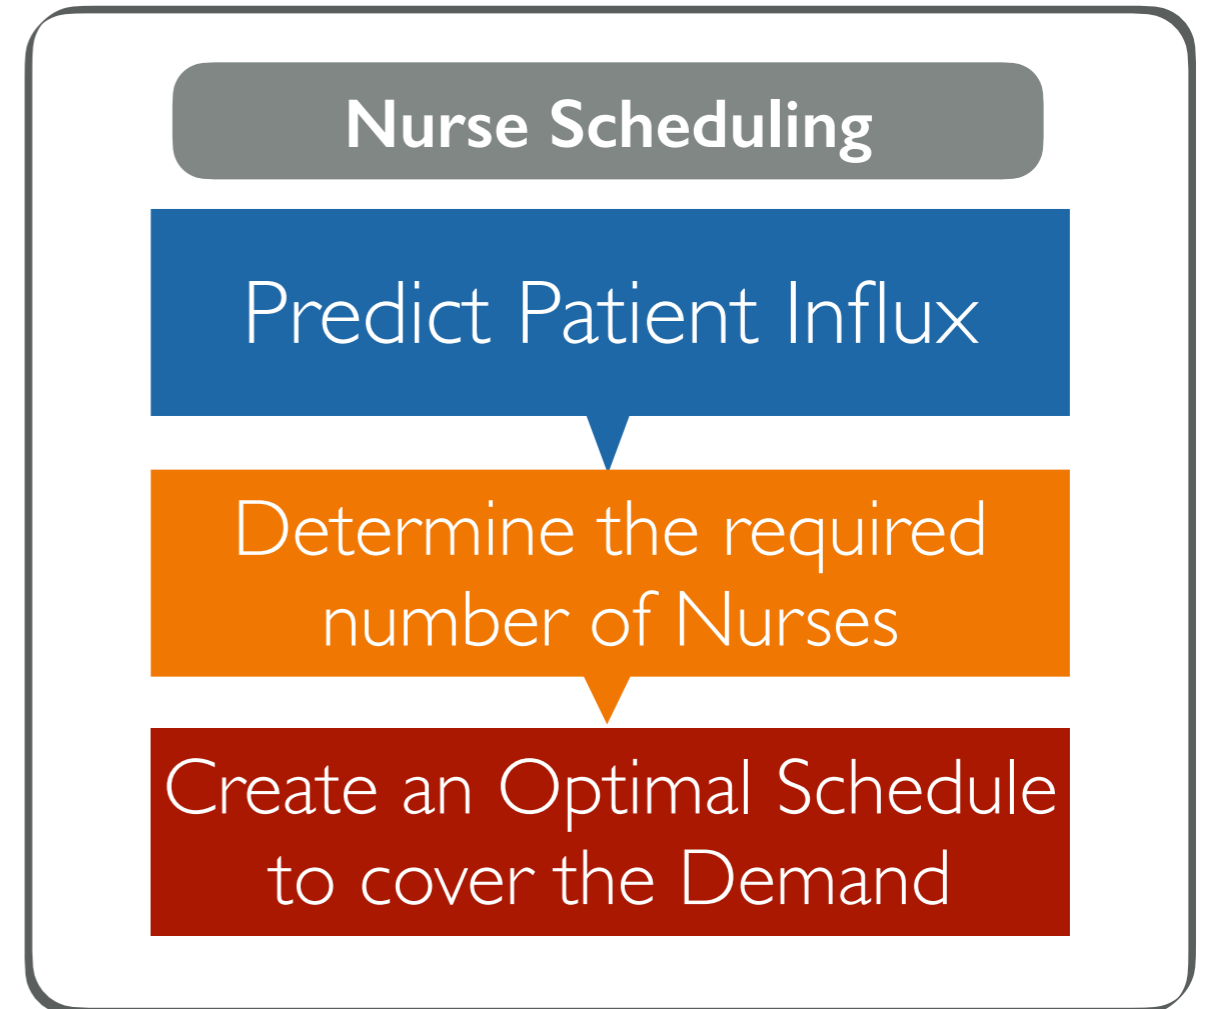 Nurse Scheduling
Predict Patient Influx
Determine the required
number of Nurses
Create an Optimal Schedule
to cover the Demand